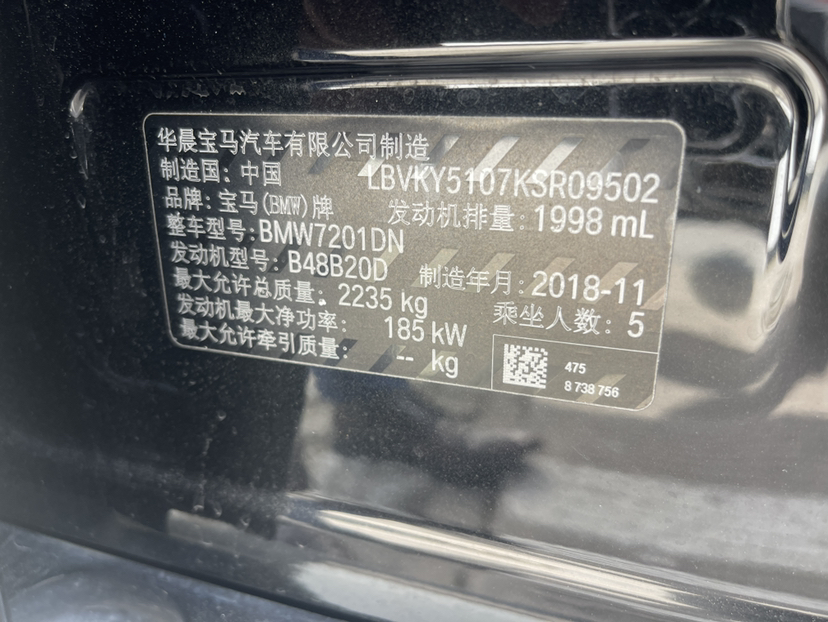 华晨宝马汽车有限公司制造
制造国：中国 LBVKY5107KSR09502
品牌：宝马(BMW)牌 发动机排量：1998 mL
整车型号：BMW7201DN
发动机型号：B48B20D 制造年月：2018-11
最大允许总质量：2235 kg 乘坐人数：5
发动机最大净功率：185 kW
最大允许牵引质量：-- kg
475
8 738 756